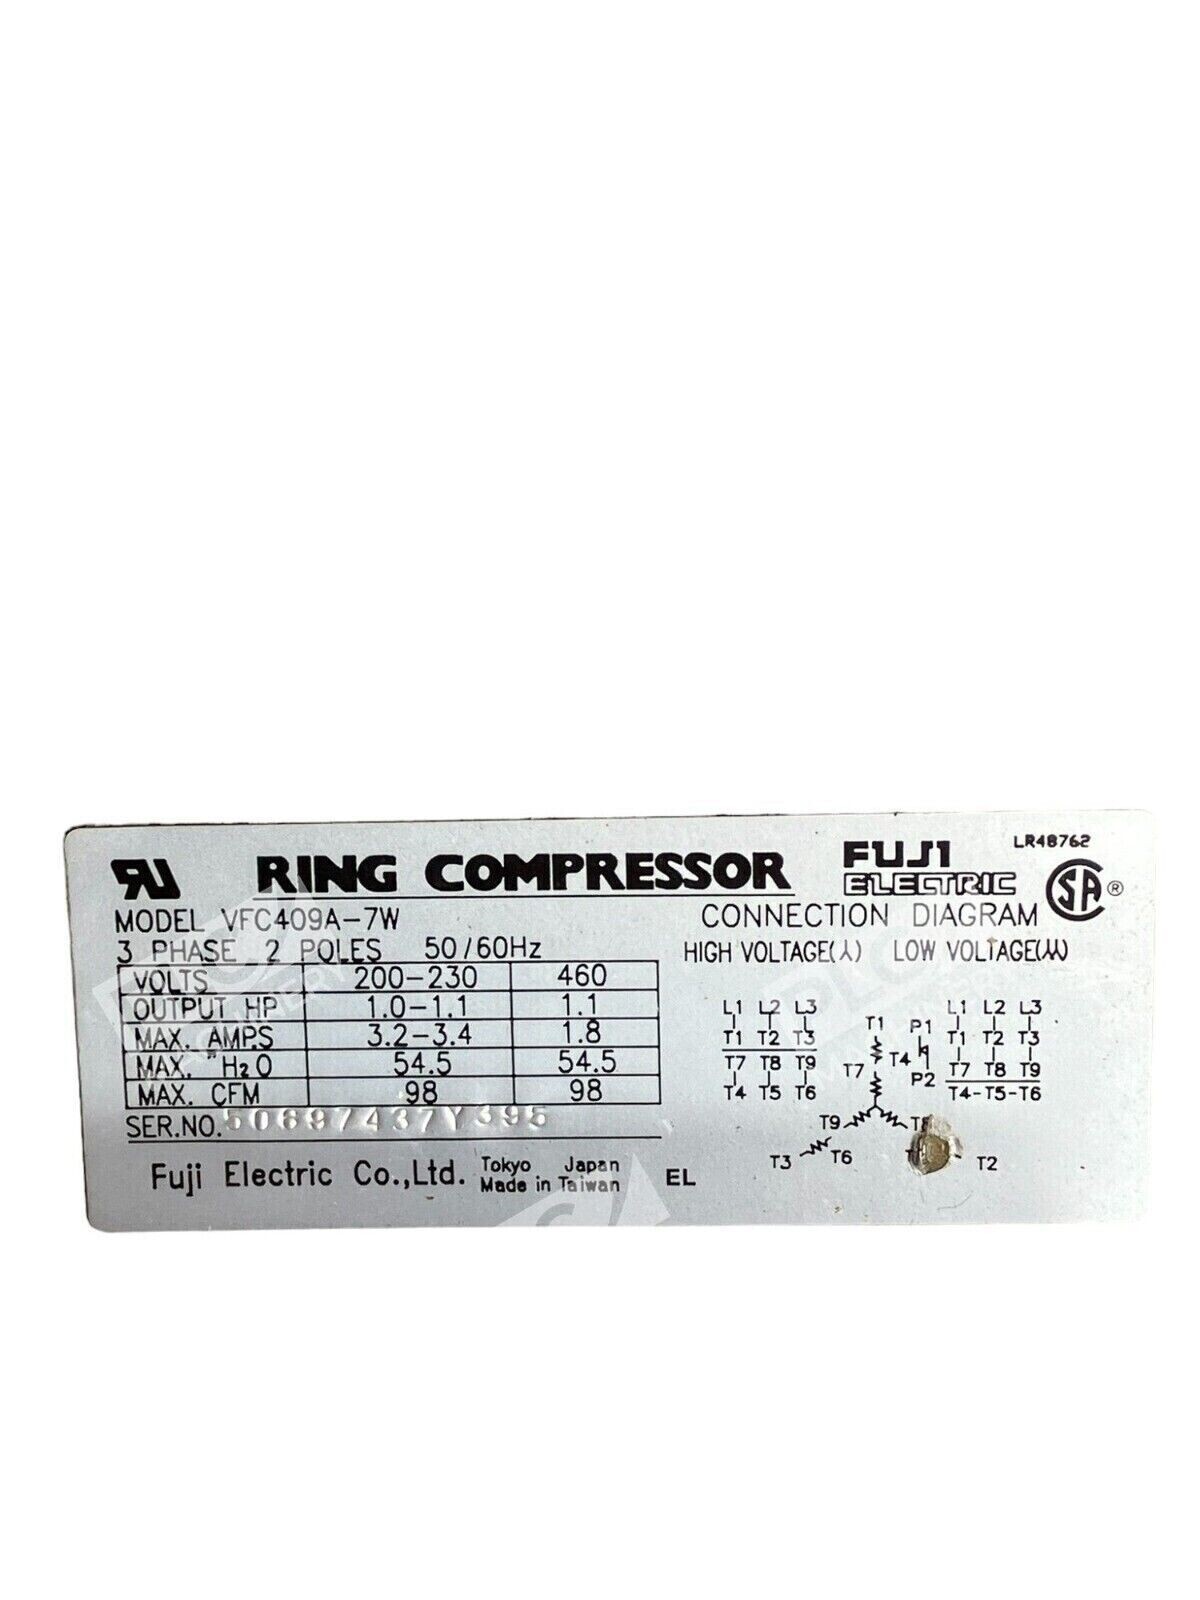 RU RING COMPRESSOR FUJI ELECTRIC LR48762
SA ®
MODEL VFC409A-7W CONNECTION DIAGRAM
3 PHASE 2 POLES 50/60Hz HIGH VOLTAGE(⅄) LOW VOLTAGE(⅄⅄)
VOLTS 200-230 460
OUTPUT HP 1.0-1.1 1.1
MAX. AMPS 3.2-3.4 1.8
MAX. "H2O 54.5 54.5
MAX. CFM 98 98
SER.NO.
Fuji Electric Co.,Ltd. Tokyo Japan
Made in Taiwan EL
L1 L2 L3
T1 T2 T3
T7 T8 T9
T4 T5 T6
T1 P1
T7 T4
P2
T9 T8
T3 T6 T2
L1 L2 L3
T1 T2 T3
T7 T8 T9
T4-T5-T6